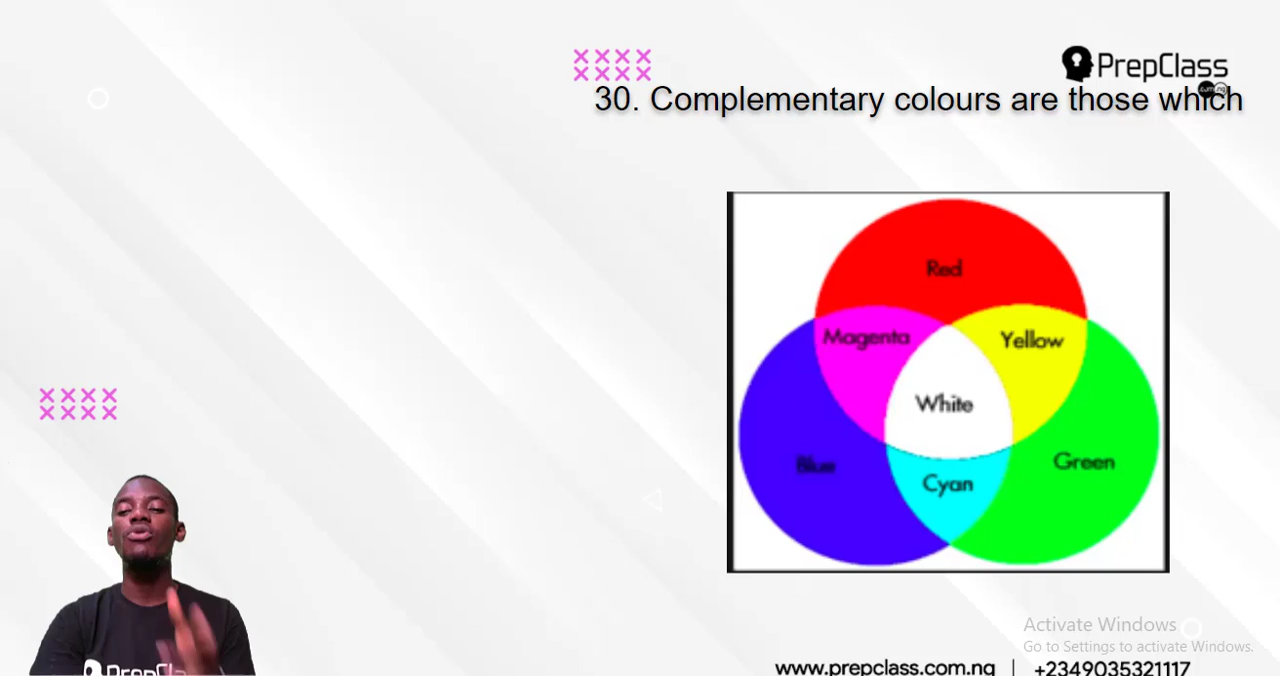 PrepClass
30. Complementary colours are those which
Red
Magenta
Yellow
White
Blue
Green
Cyan
Activate Windows
Go to Settings to activate Windows.
www.prepclass.com.ng | +2349035321117